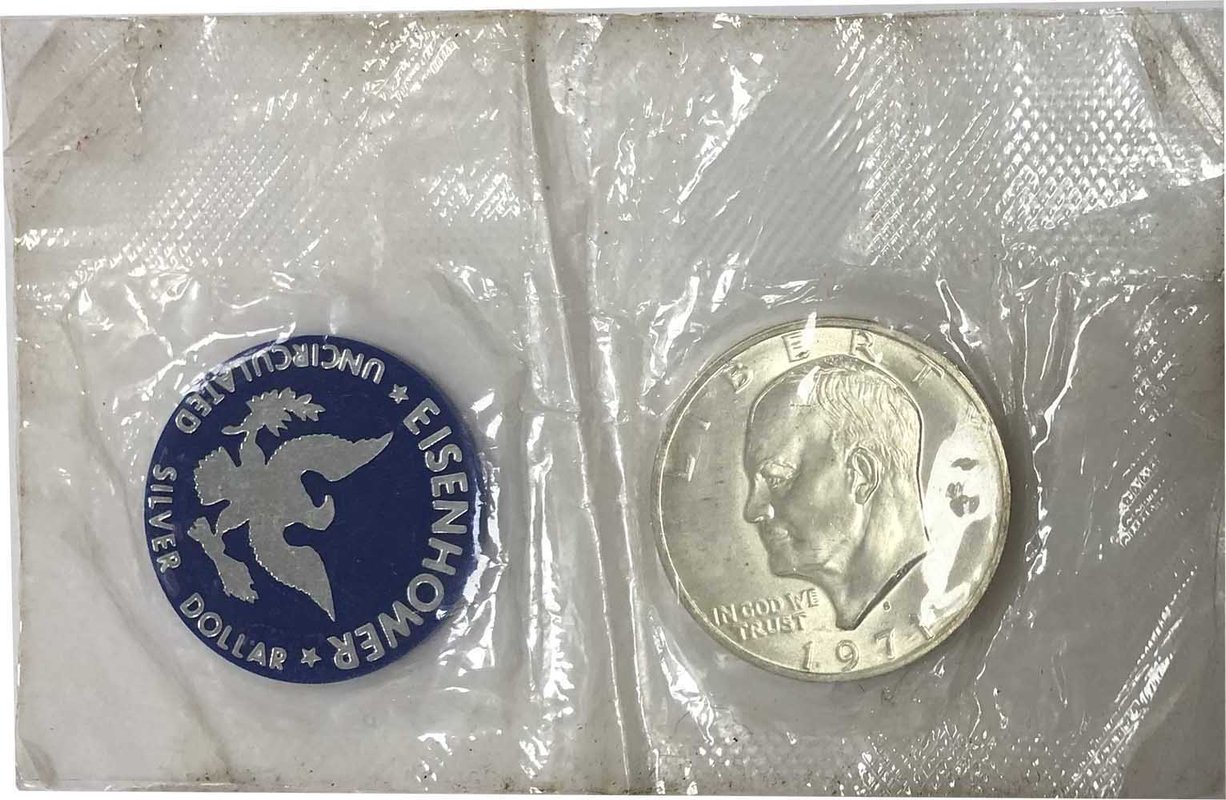 EISENHOWER
UNCIRCULATED SILVER DOLLAR
LIBERTY
IN GOD WE
TRUST
S
1971